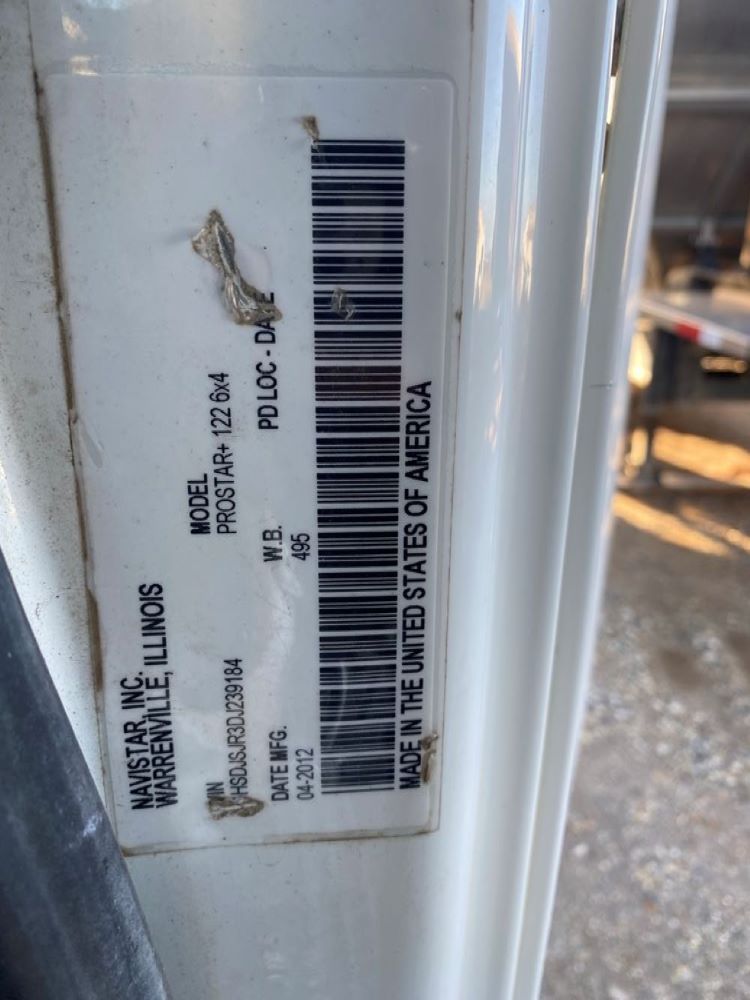 NAVISTAR, INC.
WARRENVILLE, ILLINOIS
VIN
HSDJSJR3DJ239184
MODEL
PROSTAR+ 122 6x4
DATE MFG.
04-2012
W.B.
495
PD LOC - DATE
MADE IN THE UNITED STATES OF AMERICA